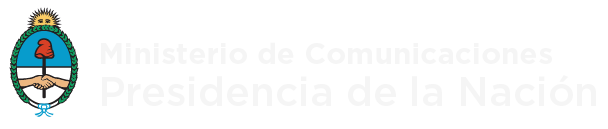 Ministerio de Comunicaciones
Presidencia de la Nación